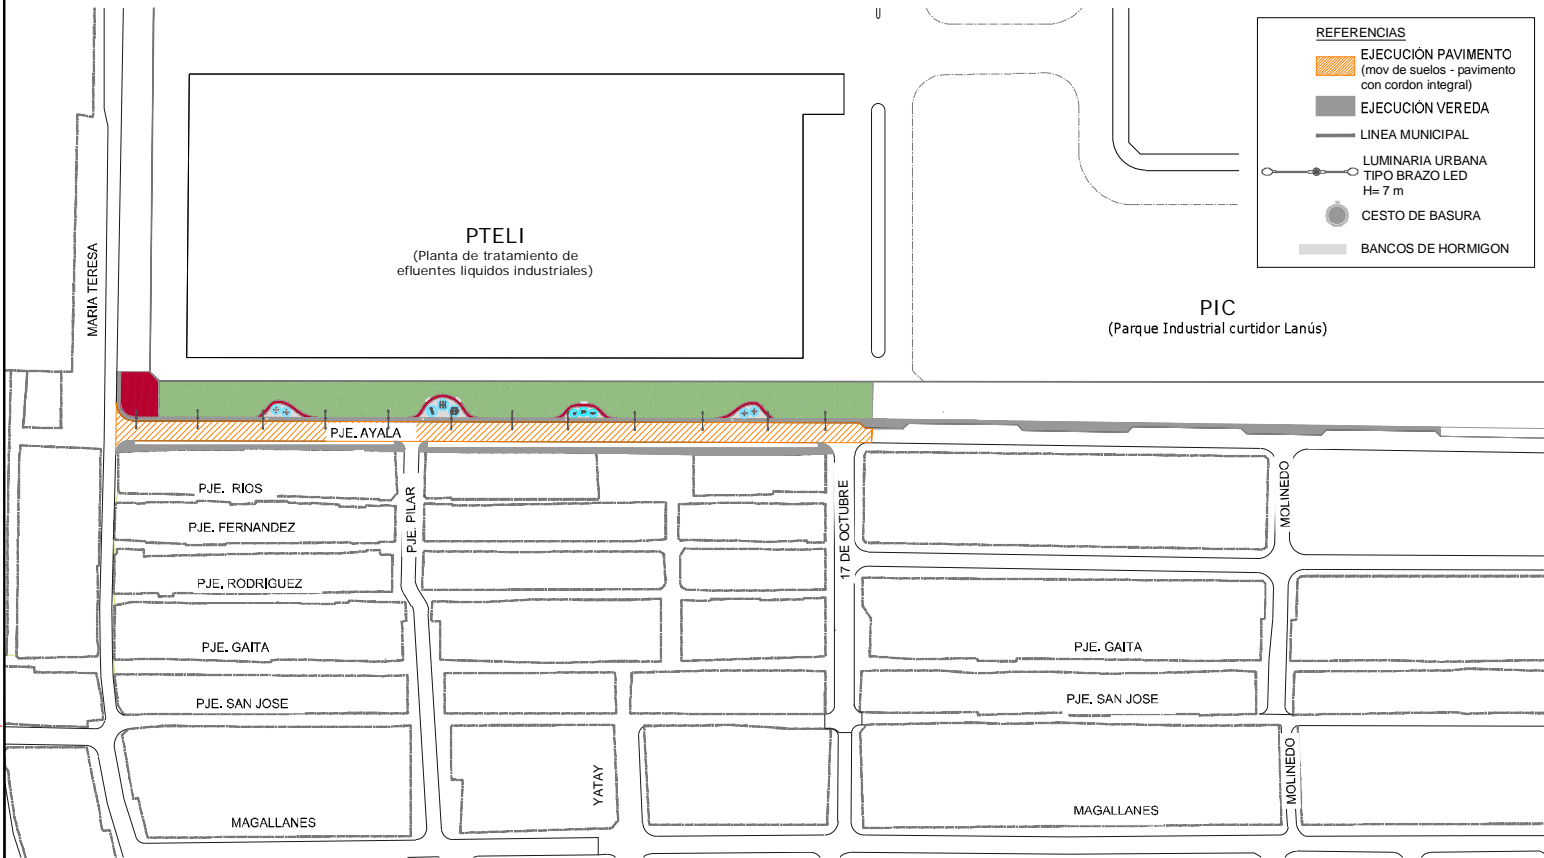 REFERENCIAS
EJECUCIÓN PAVIMENTO
(mov de suelos - pavimento
con cordon integral)
EJECUCIÓN VEREDA
LINEA MUNICIPAL
LUMINARIA URBANA
TIPO BRAZO LED
H= 7 m
CESTO DE BASURA
BANCOS DE HORMIGON
PTELI
(Planta de tratamiento de
efluentes liquidos industriales)
MARIA TERESA
PIC
(Parque Industrial curtidor Lanús)
PJE. AYALA
PJE. RIOS
PJE. PILAR
17 DE OCTUBRE
MOLINEDO
PJE. FERNANDEZ
PJE. RODRIGUEZ
PJE. GAITA
PJE. GAITA
PJE. SAN JOSE
PJE. SAN JOSE
YATAY
MOLINEDO
MAGALLANES
MAGALLANES